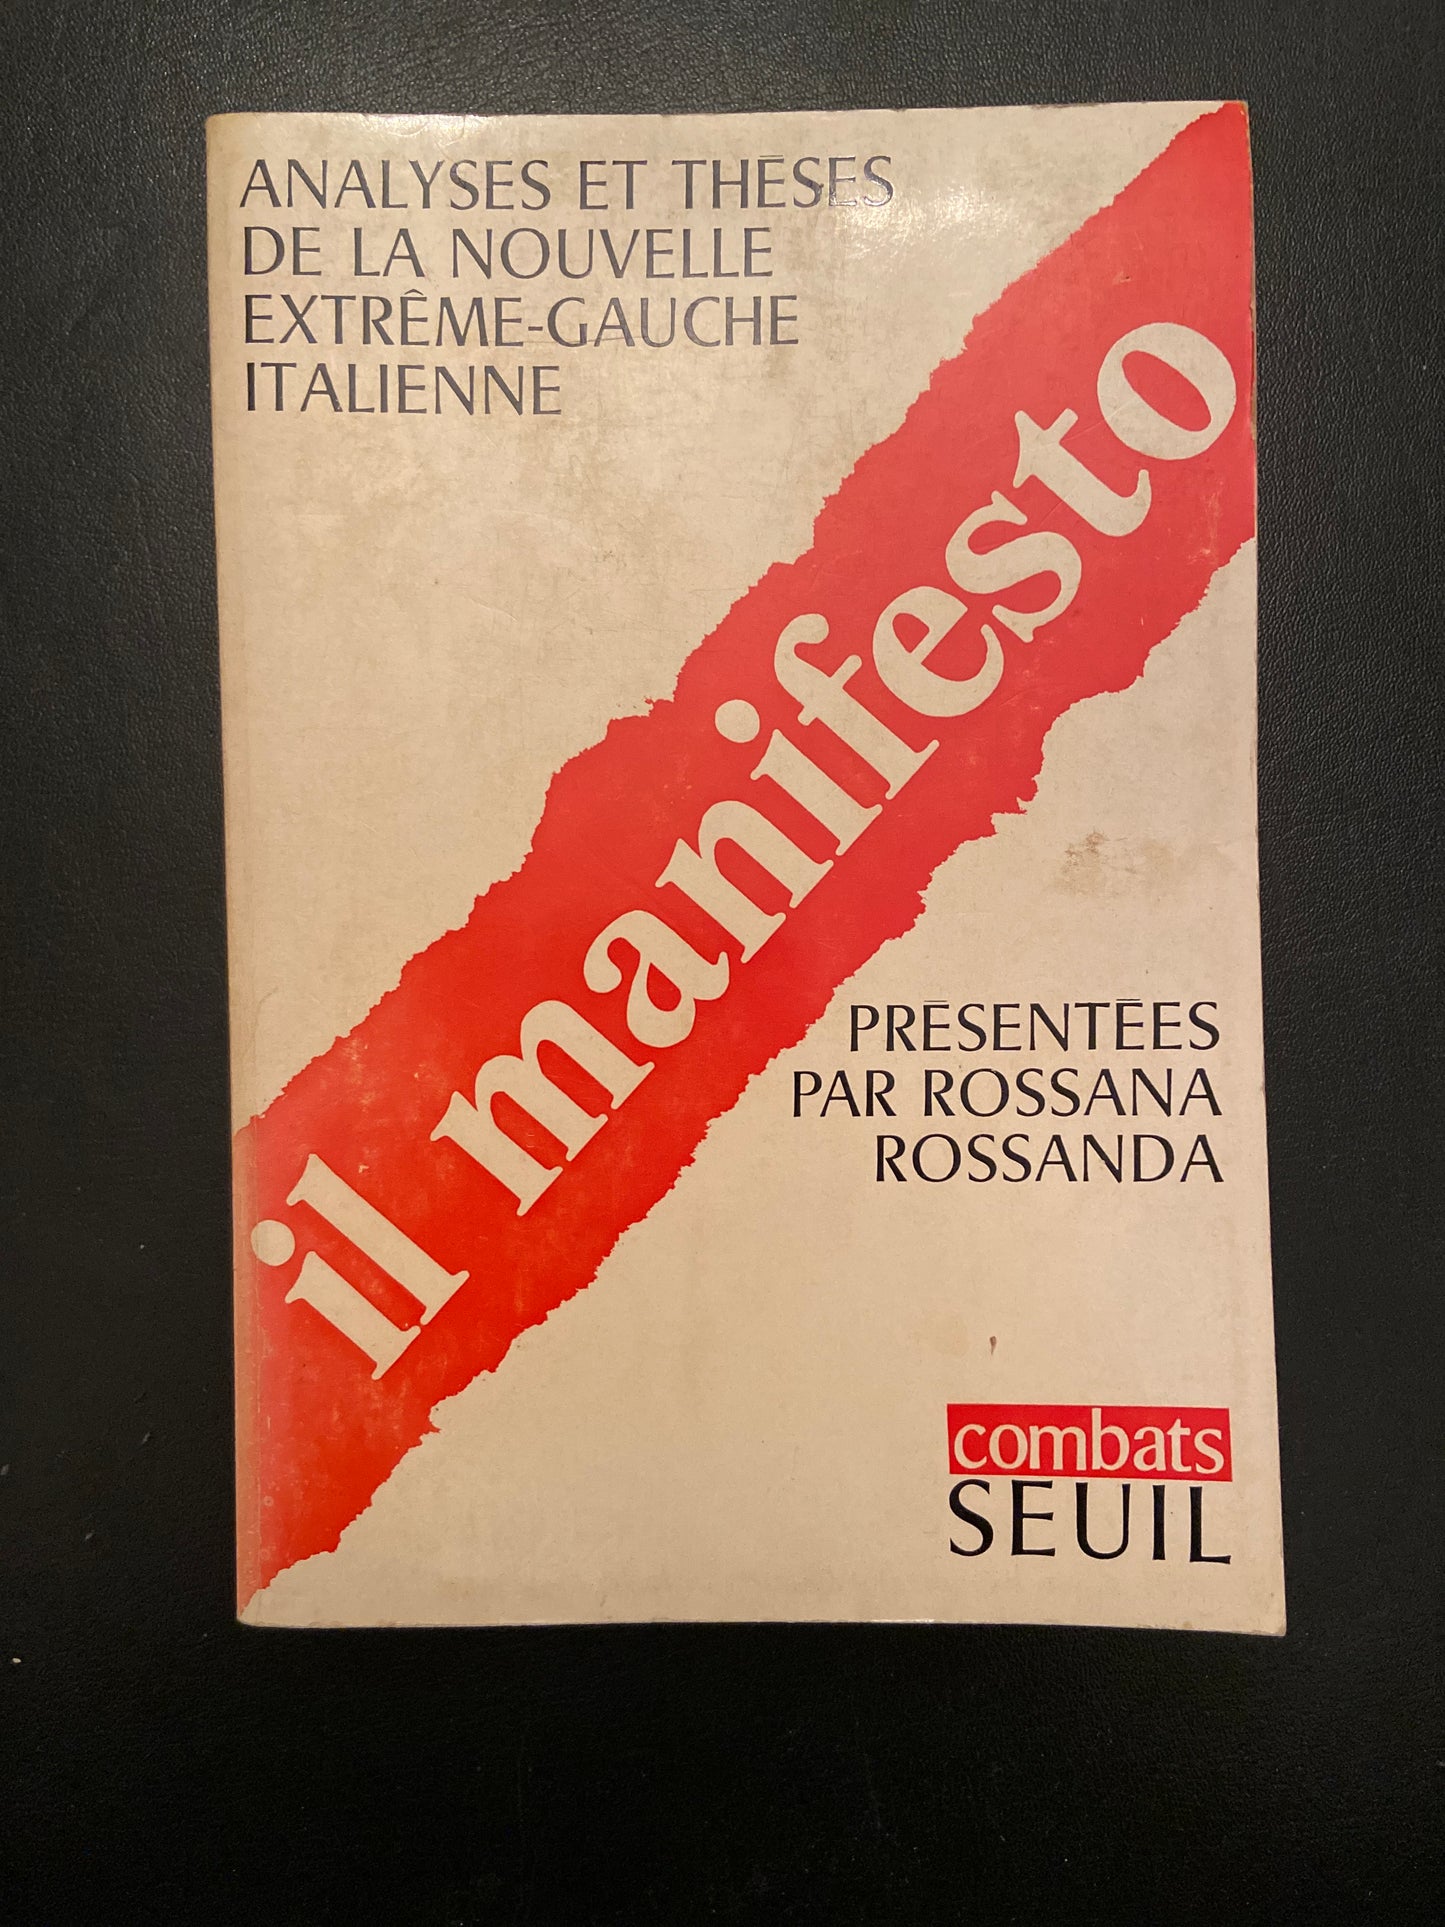 ANALYSES ET THÈSES
DE LA NOUVELLE
EXTRÊME-GAUCHE
ITALIENNE
il manifesto
PRÉSENTÉES
PAR ROSSANA
ROSSANDA
combats
SEUIL